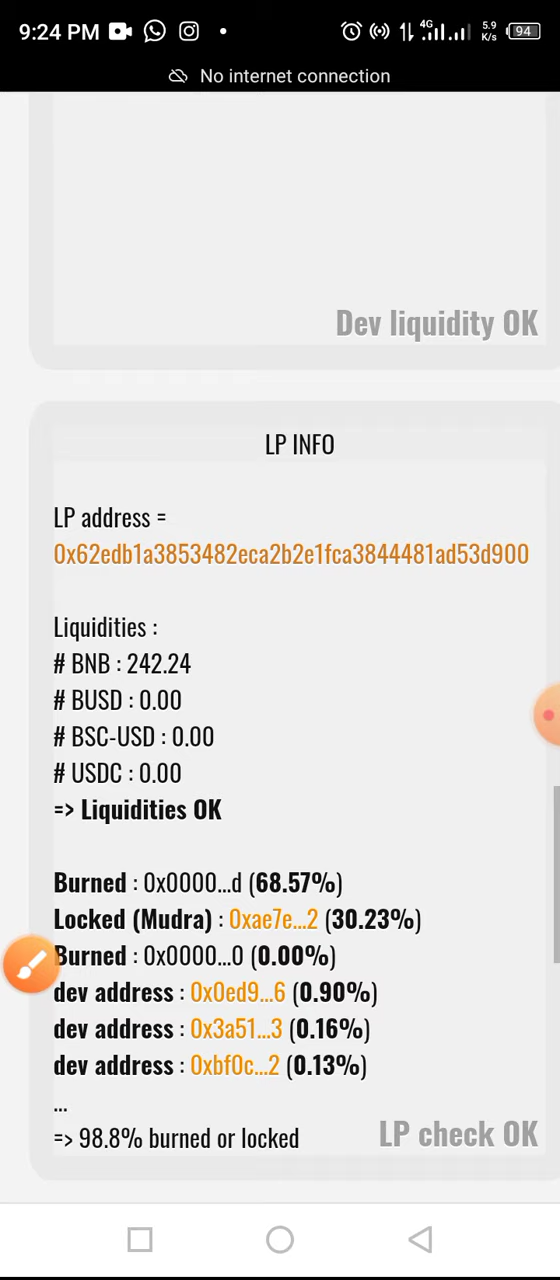 9:24 PM
4G
5.9
K/s
94
No internet connection
Dev liquidity OK
LP INFO
LP address =
0x62edb1a3853482eca2b2e1fca3844481ad53d900
Liquidities :
# BNB : 242.24
# BUSD : 0.00
# BSC-USD : 0.00
# USDC : 0.00
=> Liquidities OK
Burned : 0x0000...d (68.57%)
Locked (Mudra) : 0xae7e...2 (30.23%)
Burned : 0x0000...0 (0.00%)
dev address : 0x0ed9...6 (0.90%)
dev address : 0x3a51...3 (0.16%)
dev address : 0xbf0c...2 (0.13%)
...
=> 98.8% burned or locked
LP check OK